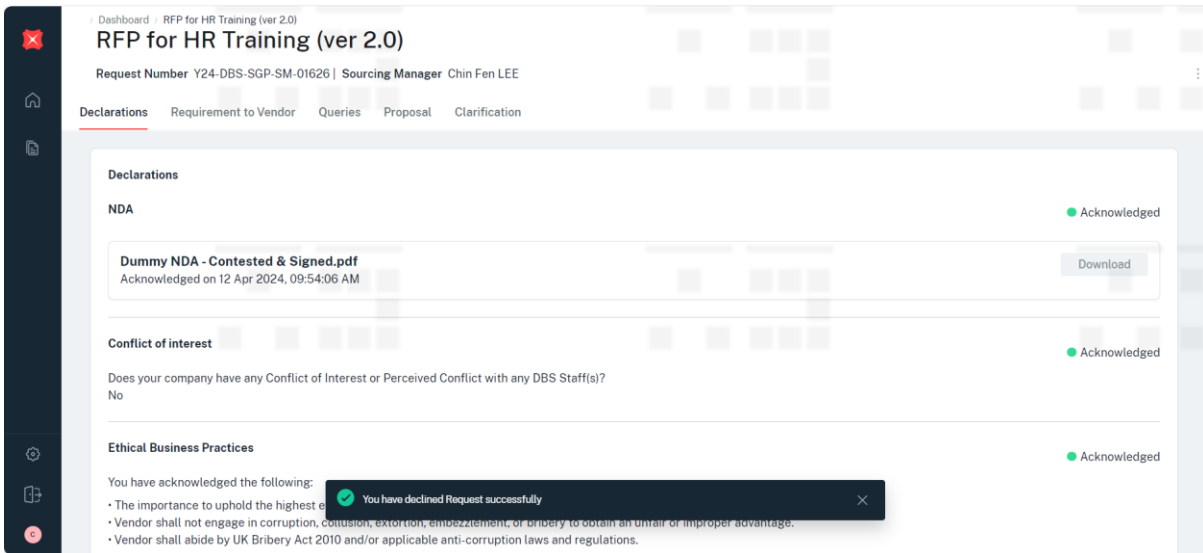 / Dashboard / RFP for HR Training (ver 2.0)
RFP for HR Training (ver 2.0)
Request Number Y24-DBS-SGP-SM-01626 | Sourcing Manager Chin Fen LEE
Declarations Requirement to Vendor Queries Proposal Clarification
Declarations
NDA
Acknowledged
Dummy NDA - Contested & Signed.pdf
Download
Acknowledged on 12 Apr 2024, 09:54:06 AM
Conflict of interest
Acknowledged
Does your company have any Conflict of Interest or Perceived Conflict with any DBS Staff(s)?
No
Ethical Business Practices
Acknowledged
You have acknowledged the following:
• The importance to uphold the highest
You have declined Request successfully
• Vendor shall not engage in corruption, collusion, extortion, embezzlement, or bribery to obtain an unfair or improper advantage.
• Vendor shall abide by UK Bribery Act 2010 and/or applicable anti-corruption laws and regulations.
C